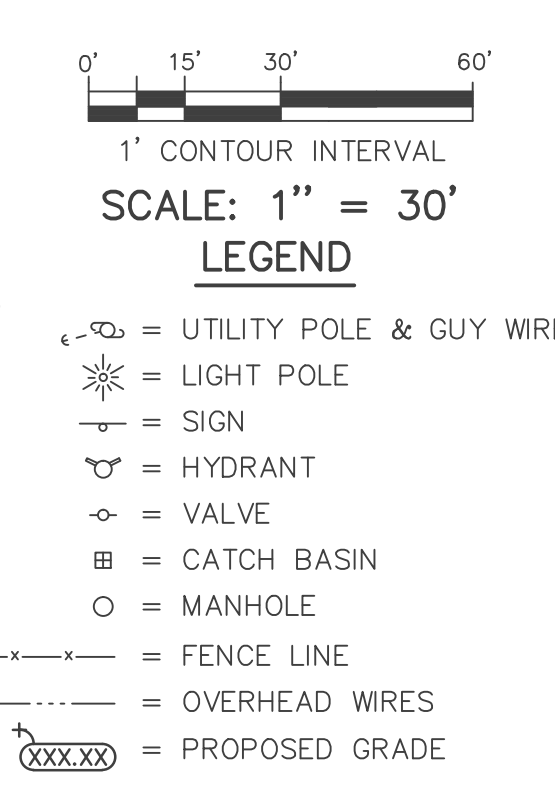 0' 15' 30' 60'
1' CONTOUR INTERVAL
SCALE: 1" = 30'
LEGEND
= UTILITY POLE & GUY WIR
= LIGHT POLE
= SIGN
= HYDRANT
= VALVE
= CATCH BASIN
= MANHOLE
x x = FENCE LINE
= OVERHEAD WIRES
XXX.XX = PROPOSED GRADE